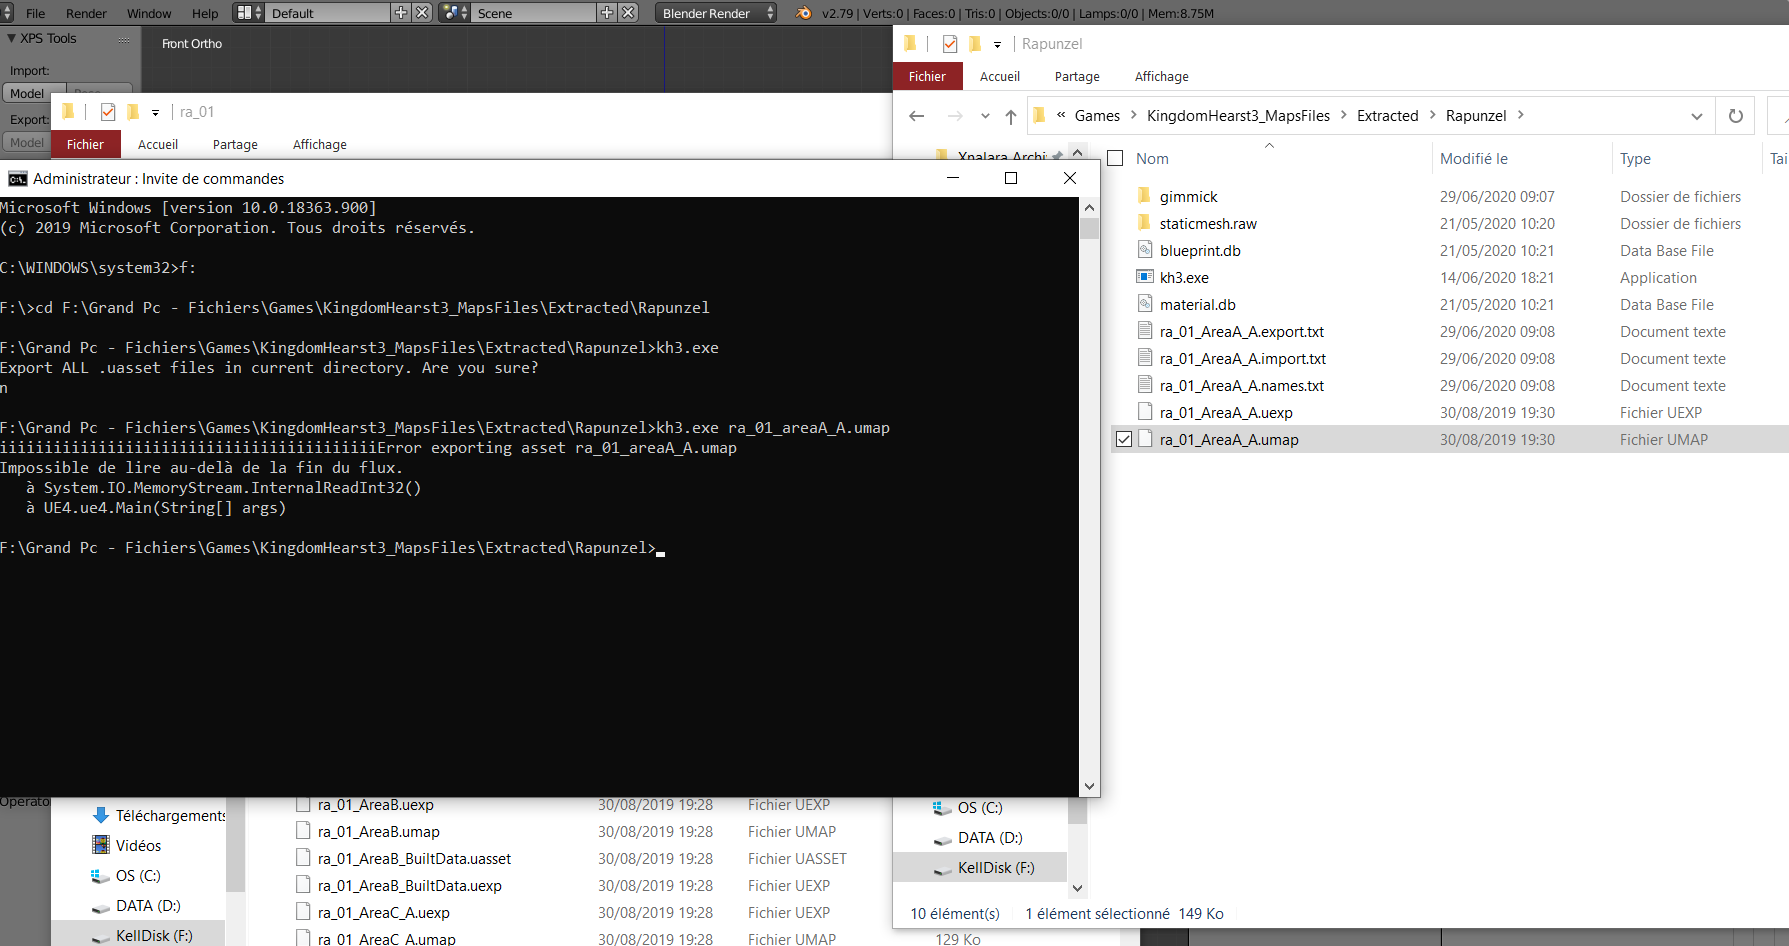 File Render Window Help Default Scene Blender Render v2.79 | Verts:0 | Faces:0 | Tris:0 | Objects:0/0 | Lamps:0/0 | Mem:8.75M
XPS Tools
Front Ortho
Import:
Model
Export:
Model
ra_01
Fichier Accueil Partage Affichage
Administrateur : Invite de commandes
Microsoft Windows [version 10.0.18363.900]
(c) 2019 Microsoft Corporation. Tous droits réservés.
C:\WINDOWS\system32>f:
F:\>cd F:\Grand Pc - Fichiers\Games\KingdomHearst3_MapsFiles\Extracted\Rapunzel
F:\Grand Pc - Fichiers\Games\KingdomHearst3_MapsFiles\Extracted\Rapunzel>kh3.exe
Export ALL .uasset files in current directory. Are you sure?
n
F:\Grand Pc - Fichiers\Games\KingdomHearst3_MapsFiles\Extracted\Rapunzel>kh3.exe ra_01_areaA_A.umap
iiiiiiiiiiiiiiiiiiiiiiiiiiiiiiiiiiiiiiiiiiError exporting asset ra_01_areaA_A.umap
Impossible de lire au-delà de la fin du flux.
à System.IO.MemoryStream.InternalReadInt32()
à UE4.ue4.Main(String[] args)
F:\Grand Pc - Fichiers\Games\KingdomHearst3_MapsFiles\Extracted\Rapunzel>
Operato
Téléchargements
Vidéos
OS (C:)
DATA (D:)
KellDisk (F:)
ra_01_AreaB.uexp 30/08/2019 19:28 Fichier UEXP
ra_01_AreaB.umap 30/08/2019 19:28 Fichier UMAP
ra_01_AreaB_BuiltData.uasset 30/08/2019 19:28 Fichier UASSET
ra_01_AreaB_BuiltData.uexp 30/08/2019 19:28 Fichier UEXP
ra_01_AreaC_A.uexp 30/08/2019 19:28 Fichier UEXP
ra_01_AreaC_A.umap 30/08/2019 19:28 Fichier UMAP 129 Ko
Rapunzel
Fichier Accueil Partage Affichage
« Games > KingdomHearst3_MapsFiles > Extracted > Rapunzel >
Xnalara Archi
Nom Modifié le Type Tai
gimmick 29/06/2020 09:07 Dossier de fichiers
staticmesh.raw 21/05/2020 10:20 Dossier de fichiers
blueprint.db 21/05/2020 10:21 Data Base File
kh3.exe 14/06/2020 18:21 Application
material.db 21/05/2020 10:21 Data Base File
ra_01_AreaA_A.export.txt 29/06/2020 09:08 Document texte
ra_01_AreaA_A.import.txt 29/06/2020 09:08 Document texte
ra_01_AreaA_A.names.txt 29/06/2020 09:08 Document texte
ra_01_AreaA_A.uexp 30/08/2019 19:30 Fichier UEXP
ra_01_AreaA_A.umap 30/08/2019 19:30 Fichier UMAP
OS (C:)
DATA (D:)
KellDisk (F:)
10 élément(s) 1 élément sélectionné 149 Ko